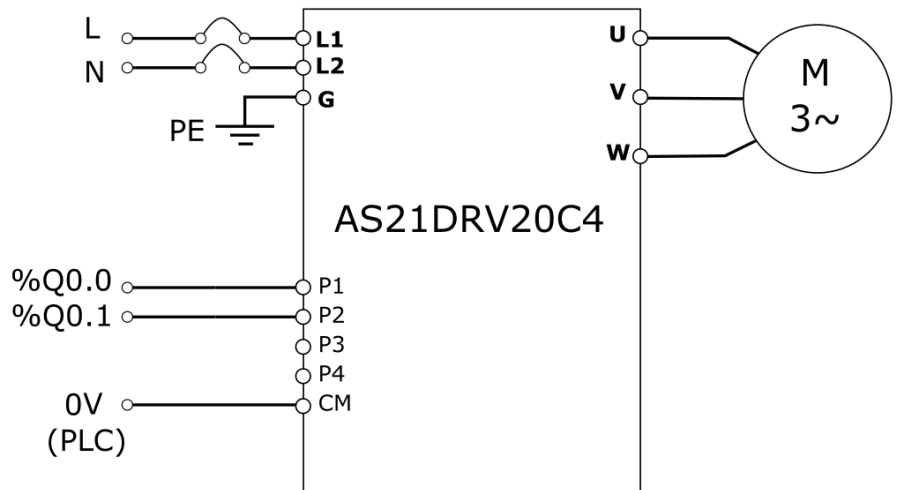 L
L1
N
L2
G
PE
U
V
W
M
3~
AS21DRV20C4
%Q0.0
P1
%Q0.1
P2
P3
P4
0V
CM
(PLC)